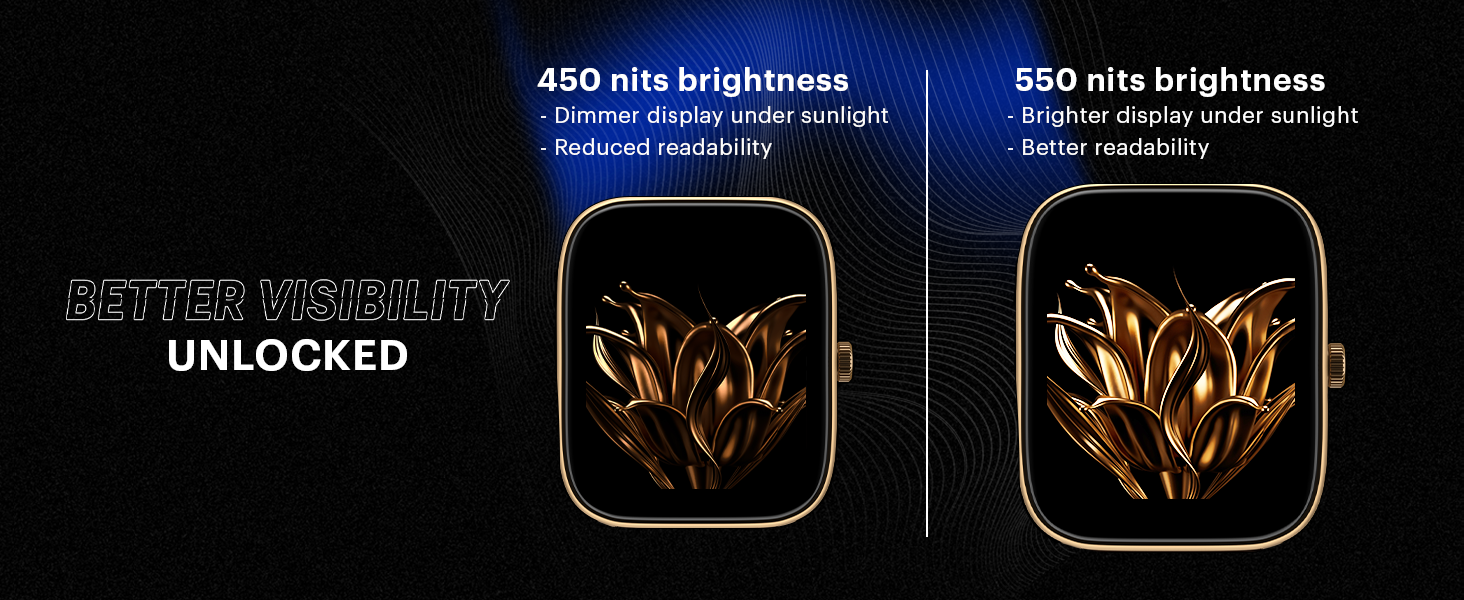 BETTER VISIBILITY
UNLOCKED
450 nits brightness
- Dimmer display under sunlight
- Reduced readability
550 nits brightness
- Brighter display under sunlight
- Better readability